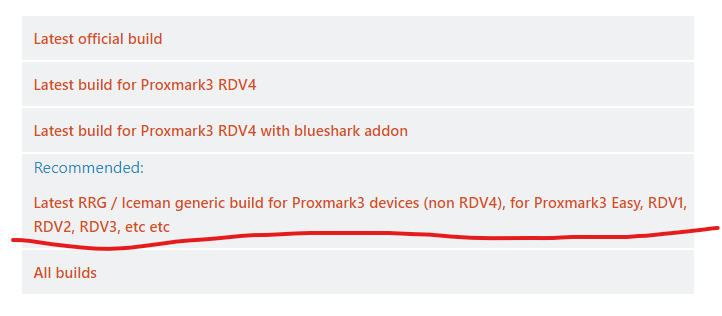 Latest official build
Latest build for Proxmark3 RDV4
Latest build for Proxmark3 RDV4 with blueshark addon
Recommended:
Latest RRG / Iceman generic build for Proxmark3 devices (non RDV4), for Proxmark3 Easy, RDV1,
RDV2, RDV3, etc etc
All builds